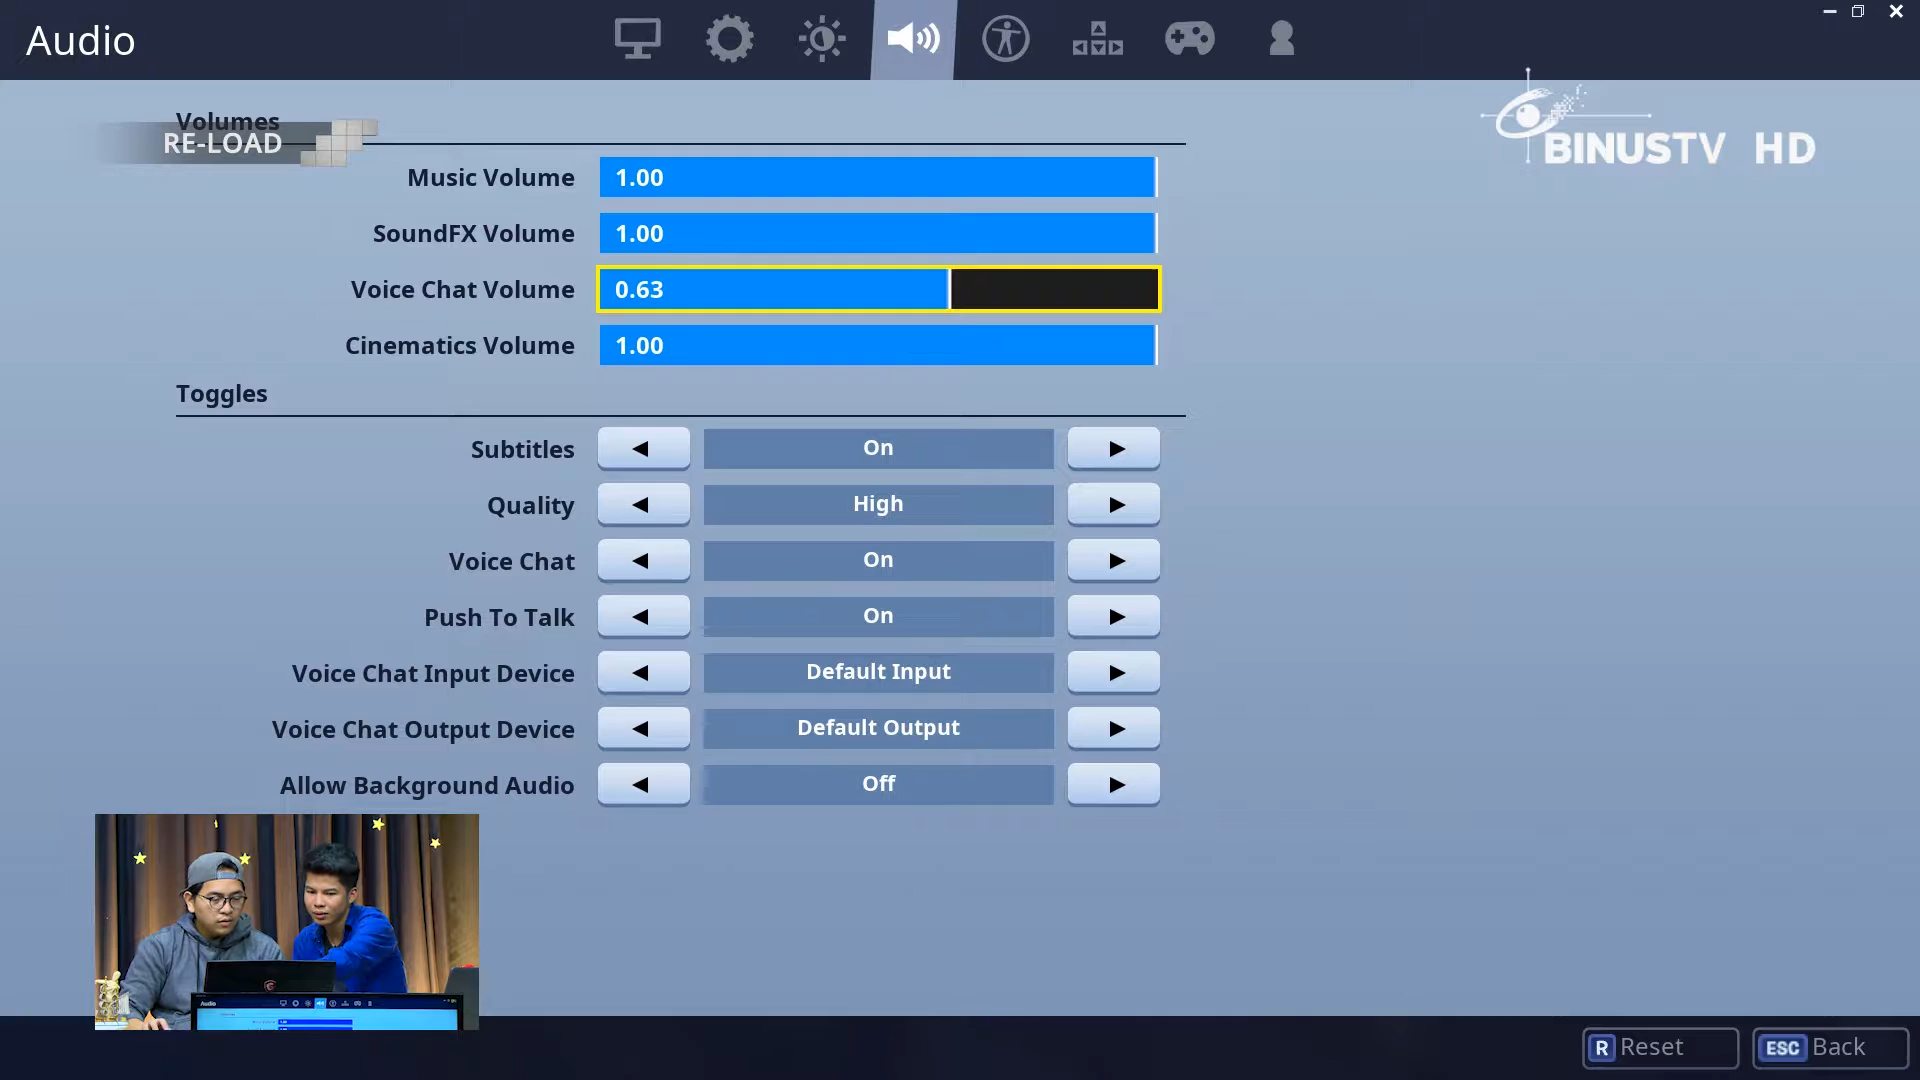 Audio
Volumes
RE-LOAD
BINUSTV HD
Music Volume 1.00
SoundFX Volume 1.00
Voice Chat Volume 0.63
Cinematics Volume 1.00
Toggles
Subtitles On
Quality High
Voice Chat On
Push To Talk On
Voice Chat Input Device Default Input
Voice Chat Output Device Default Output
Allow Background Audio Off
Audio
R Reset
ESC Back